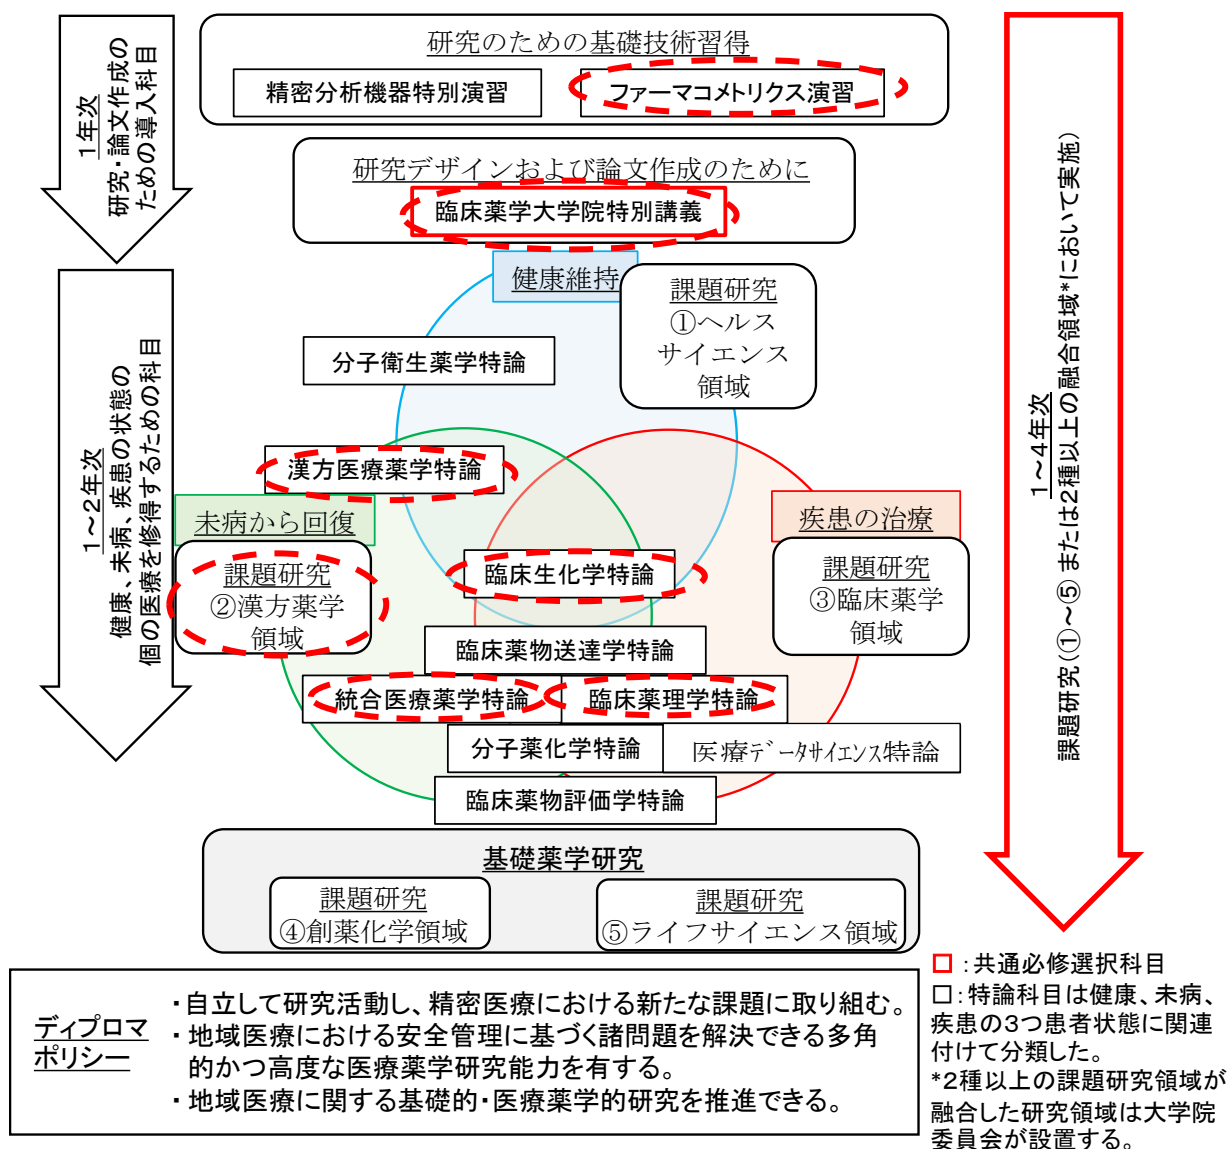 1年次
研究・論文作成の
ための導入科目
研究のための基礎技術習得
精密分析機器特別演習
ファーマコメトリクス演習
研究デザインおよび論文作成のために
臨床薬学大学院特別講義
1~2年次
健康、未病、疾患の状態の
個の医療を修得するための科目
健康維持
課題研究
①ヘルス
サイエンス
領域
分子衛生薬学特論
漢方医療薬学特論
未病から回復
課題研究
②漢方薬学
領域
疾患の治療
課題研究
③臨床薬学
領域
臨床生化学特論
臨床薬物送達学特論
統合医療薬学特論
臨床薬理学特論
分子薬化学特論
医療データサイエンス特論
臨床薬物評価学特論
基礎薬学研究
課題研究
④創薬化学領域
課題研究
⑤ライフサイエンス領域
1~4年次
課題研究(①~⑤ または2種以上の融合領域*において実施)
ディプロマ
ポリシー
・自立して研究活動し、精密医療における新たな課題に取り組む。
・地域医療における安全管理に基づく諸問題を解決できる多角
的かつ高度な医療薬学研究能力を有する。
・地域医療に関する基礎的・医療薬学的研究を推進できる。
□:共通必修選択科目
□:特論科目は健康、未病、
疾患の3つ患者状態に関連
付けて分類した。
*2種以上の課題研究領域が
融合した研究領域は大学院
委員会が設置する。